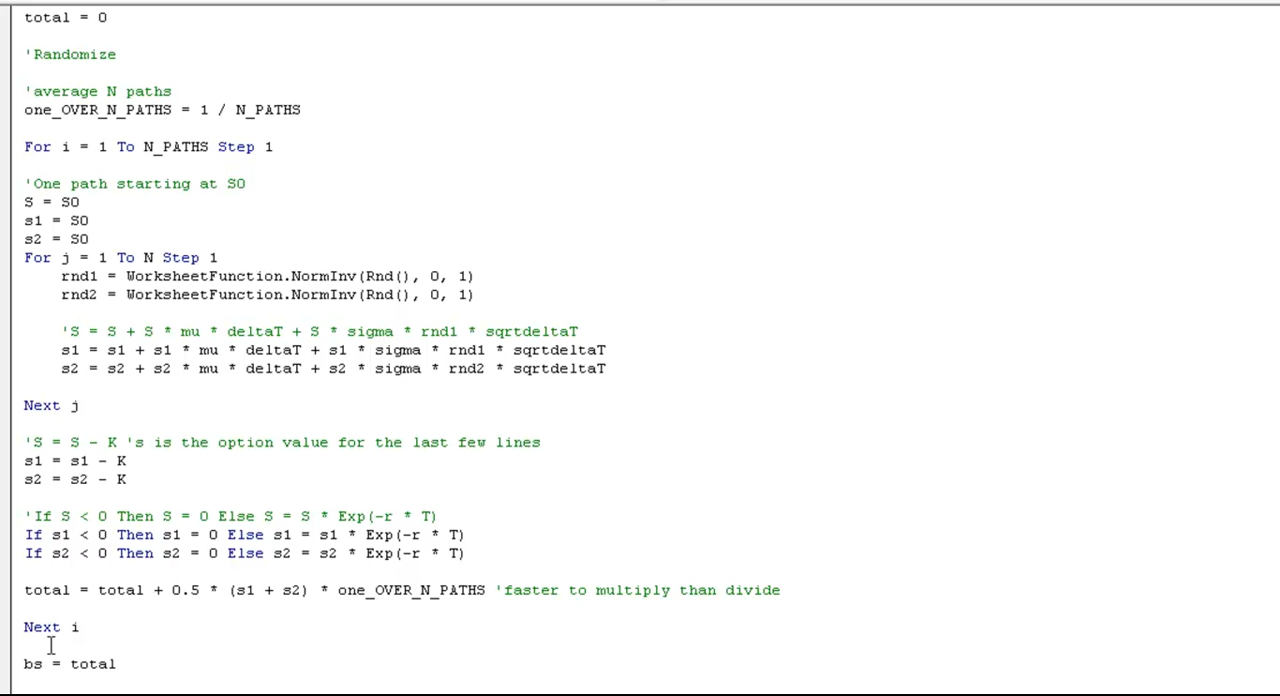 total = 0
'Randomize
'average N paths
one_OVER_N_PATHS = 1 / N_PATHS
For i = 1 To N_PATHS Step 1
'One path starting at S0
S = S0
s1 = S0
s2 = S0
For j = 1 To N Step 1
rnd1 = WorksheetFunction.NormInv(Rnd(), 0, 1)
rnd2 = WorksheetFunction.NormInv(Rnd(), 0, 1)
'S = S + S * mu * deltaT + S * sigma * rnd1 * sqrtdeltaT
s1 = s1 + s1 * mu * deltaT + s1 * sigma * rnd1 * sqrtdeltaT
s2 = s2 + s2 * mu * deltaT + s2 * sigma * rnd2 * sqrtdeltaT
Next j
'S = S - K 's is the option value for the last few lines
s1 = s1 - K
s2 = s2 - K
'If S < 0 Then S = 0 Else S = S * Exp(-r * T)
If s1 < 0 Then s1 = 0 Else s1 = s1 * Exp(-r * T)
If s2 < 0 Then s2 = 0 Else s2 = s2 * Exp(-r * T)
total = total + 0.5 * (s1 + s2) * one_OVER_N_PATHS 'faster to multiply than divide
Next i
bs = total